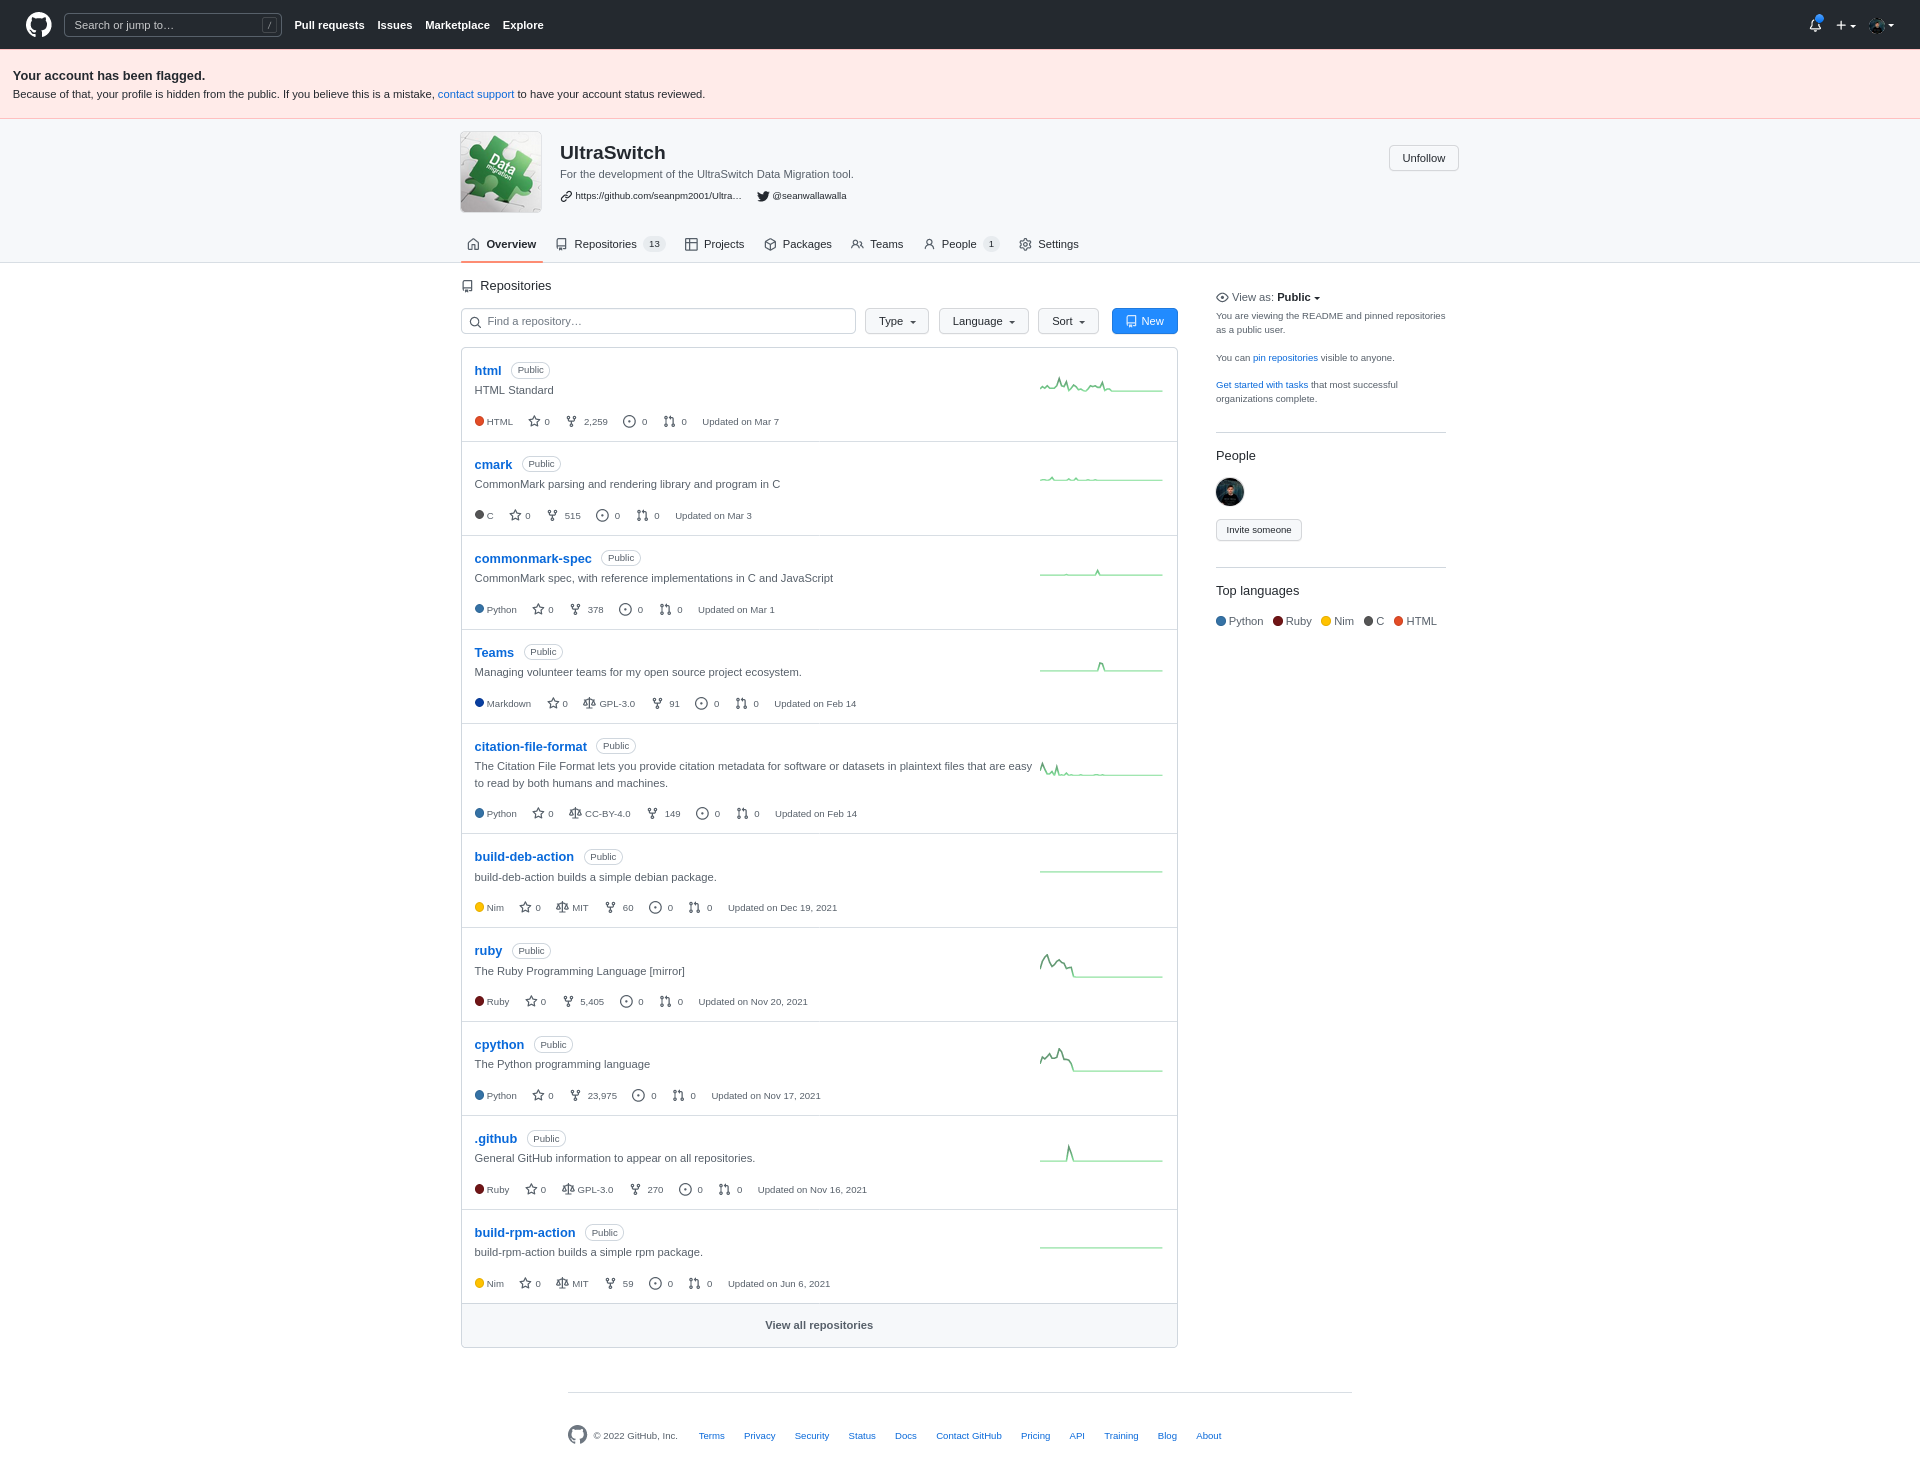 Search or jump to… /
Pull requests Issues Marketplace Explore
Your account has been flagged.
Because of that, your profile is hidden from the public. If you believe this is a mistake, contact support to have your account status reviewed.
Data
migration
UltraSwitch
For the development of the UltraSwitch Data Migration tool.
https://github.com/seanpm2001/Ultra… @seanwallawalla
Unfollow
Overview Repositories 13 Projects Packages Teams People 1 Settings
Repositories
Find a repository… Type Language Sort New
html Public
HTML Standard
HTML 0 2,259 0 0 Updated on Mar 7
cmark Public
CommonMark parsing and rendering library and program in C
C 0 515 0 0 Updated on Mar 3
commonmark-spec Public
CommonMark spec, with reference implementations in C and JavaScript
Python 0 378 0 0 Updated on Mar 1
Teams Public
Managing volunteer teams for my open source project ecosystem.
Markdown 0 GPL-3.0 91 0 0 Updated on Feb 14
citation-file-format Public
The Citation File Format lets you provide citation metadata for software or datasets in plaintext files that are easy
to read by both humans and machines.
Python 0 CC-BY-4.0 149 0 0 Updated on Feb 14
build-deb-action Public
build-deb-action builds a simple debian package.
Nim 0 MIT 60 0 0 Updated on Dec 19, 2021
ruby Public
The Ruby Programming Language [mirror]
Ruby 0 5,405 0 0 Updated on Nov 20, 2021
cpython Public
The Python programming language
Python 0 23,975 0 0 Updated on Nov 17, 2021
.github Public
General GitHub information to appear on all repositories.
Ruby 0 GPL-3.0 270 0 0 Updated on Nov 16, 2021
build-rpm-action Public
build-rpm-action builds a simple rpm package.
Nim 0 MIT 59 0 0 Updated on Jun 6, 2021
View all repositories
View as: Public
You are viewing the README and pinned repositories
as a public user.
You can pin repositories visible to anyone.
Get started with tasks that most successful
organizations complete.
People
Invite someone
Top languages
Python Ruby Nim C HTML
© 2022 GitHub, Inc. Terms Privacy Security Status Docs Contact GitHub Pricing API Training Blog About